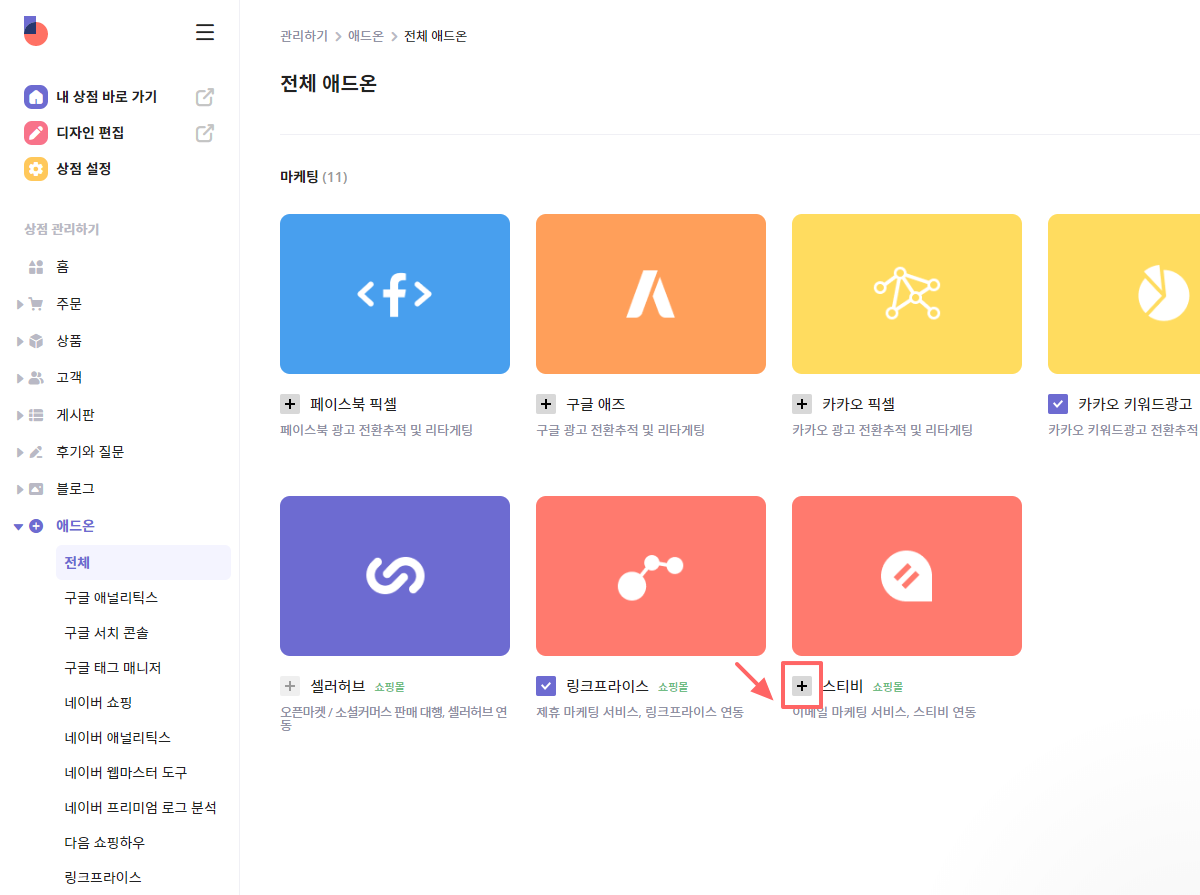 관리하기 > 애드온 > 전체 애드온
전체 애드온
내 상점 바로 가기
디자인 편집
상점 설정
상점 관리하기
홈
주문
상품
고객
게시판
후기와 질문
블로그
애드온
전체
구글 애널리틱스
구글 서치 콘솔
구글 태그 매니저
네이버 쇼핑
네이버 애널리틱스
네이버 웹마스터 도구
네이버 프리미엄 로그 분석
다음 쇼핑하우
링크프라이스
마케팅 (11)
페이스북 픽셀
페이스북 광고 전환추적 및 리타게팅
구글 애즈
구글 광고 전환추적 및 리타게팅
카카오 픽셀
카카오 광고 전환추적 및 리타게팅
카카오 키워드광고
카카오 키워드광고 전환추적
셀러허브 쇼핑몰
오픈마켓 / 소셜커머스 판매 대행, 셀러허브 연
동
링크프라이스 쇼핑몰
제휴 마케팅 서비스, 링크프라이스 연동
스티비 쇼핑몰
이메일 마케팅 서비스, 스티비 연동